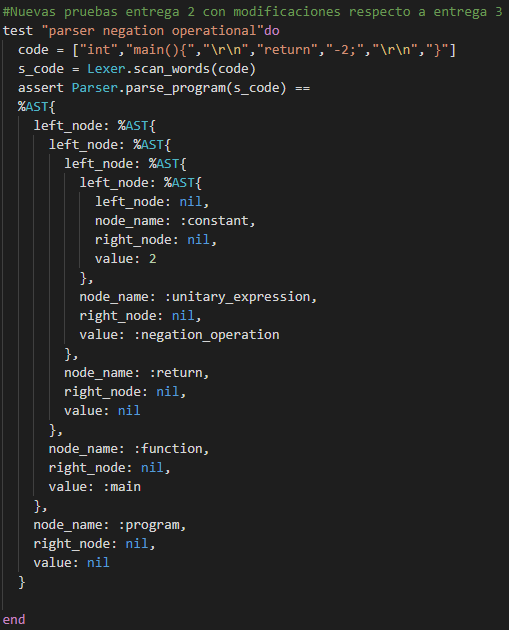 #Nuevas pruebas entrega 2 con modificaciones respecto a entrega 3
test "parser negation operational"do
  code = ["int","main(){","\r\n","return","-2;","\r\n","}"]
  s_code = Lexer.scan_words(code)
  assert Parser.parse_program(s_code) ==
  %AST{
    left_node: %AST{
      left_node: %AST{
        left_node: %AST{
          left_node: %AST{
            left_node: nil,
            node_name: :constant,
            right_node: nil,
            value: 2
          },
          node_name: :unitary_expression,
          right_node: nil,
          value: :negation_operation
        },
        node_name: :return,
        right_node: nil,
        value: nil
      },
      node_name: :function,
      right_node: nil,
      value: :main
    },
    node_name: :program,
    right_node: nil,
    value: nil
  }
end